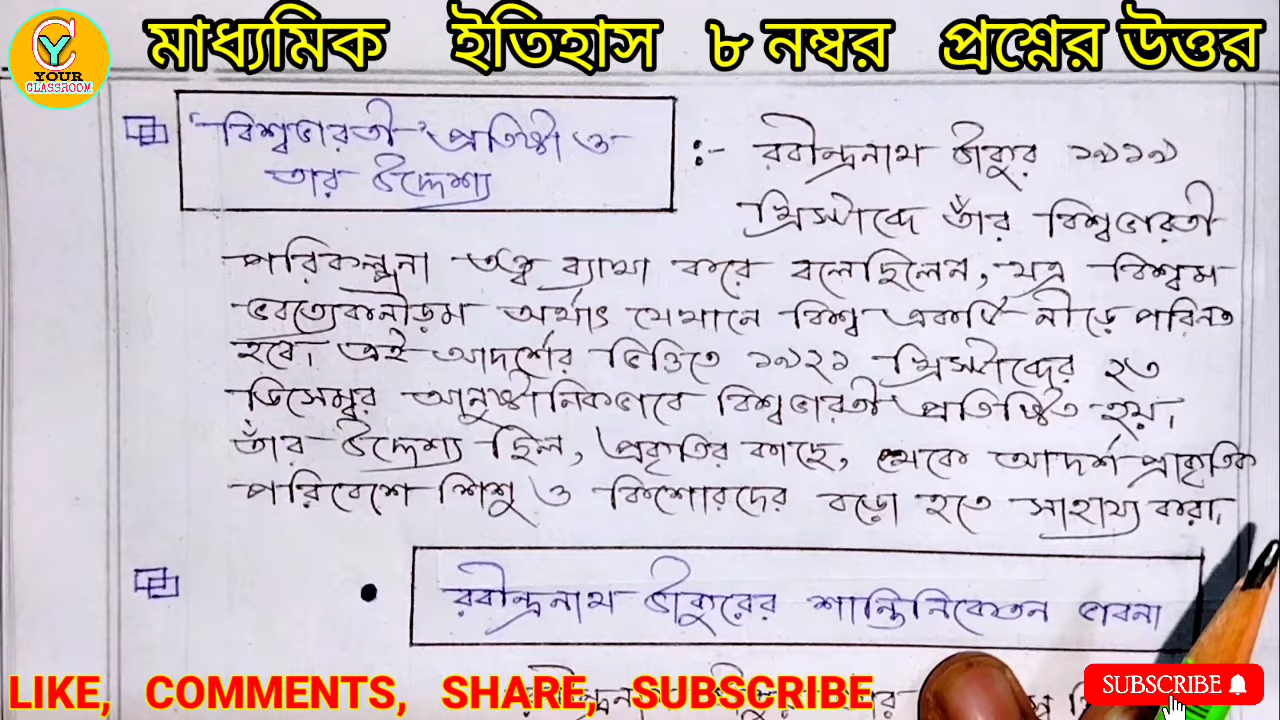 YOUR
CLASSROOM
মাধ্যমিক ইতিহাস ৮ নম্বর প্রশ্নের উত্তর
'বিশ্বভারতী' প্রতিষ্ঠা ও
তার উদ্দেশ্য
:- রবীন্দ্রনাথ ঠাকুর ১৯১৯
খ্রিস্টাব্দে তাঁর বিশ্বভারতী
পরিকল্পনা তত্ত্ব ব্যাখা করে বলেছিলেন, যত্র বিশ্বম
ভবত্যেকনীড়ম অর্থাৎ যেখানে বিশ্ব একটি নীড়ে পরিনত
হবে। এই আদর্শের ভিত্তিতে ১৯২১ খ্রিস্টাব্দের ২৩
ডিসেম্বর আনুষ্ঠানিকভাবে বিশ্বভারতী প্রতিষ্ঠিত হয়।
তাঁর উদ্দেশ্য ছিল, প্রকৃতির কাছে, থেকে আদর্শ প্রাকৃতিক
পরিবেশে শিশু ও কিশোরদের বড়ো হতে সাহায্য করা।
রবীন্দ্রনাথ ঠাকুরের শান্তিনিকেতন ভাবনা
LIKE, COMMENTS, SHARE, SUBSCRIBE
SUBSCRIBE